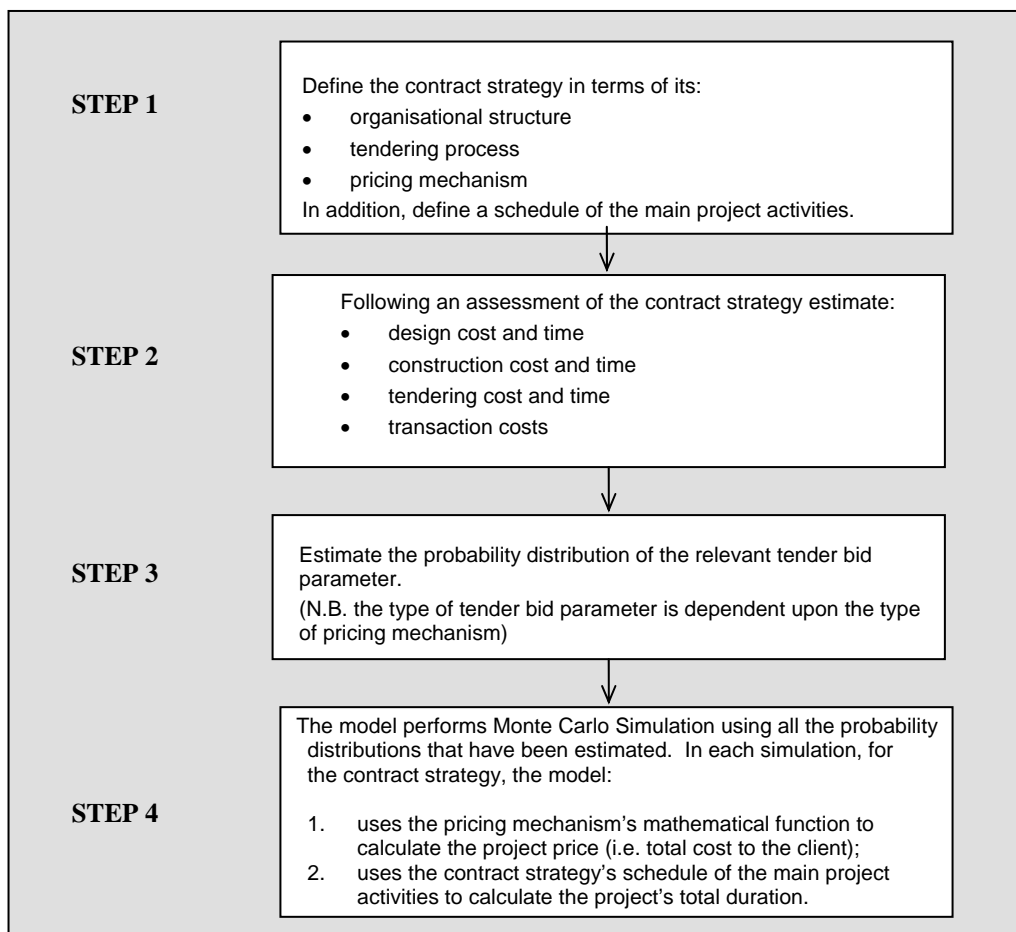 STEP 1
Define the contract strategy in terms of its:
• organisational structure
• tendering process
• pricing mechanism
In addition, define a schedule of the main project activities.
STEP 2
Following an assessment of the contract strategy estimate:
• design cost and time
• construction cost and time
• tendering cost and time
• transaction costs
STEP 3
Estimate the probability distribution of the relevant tender bid
parameter.
(N.B. the type of tender bid parameter is dependent upon the type
of pricing mechanism)
STEP 4
The model performs Monte Carlo Simulation using all the probability
distributions that have been estimated. In each simulation, for
the contract strategy, the model:
1. uses the pricing mechanism's mathematical function to
calculate the project price (i.e. total cost to the client);
2. uses the contract strategy's schedule of the main project
activities to calculate the project's total duration.